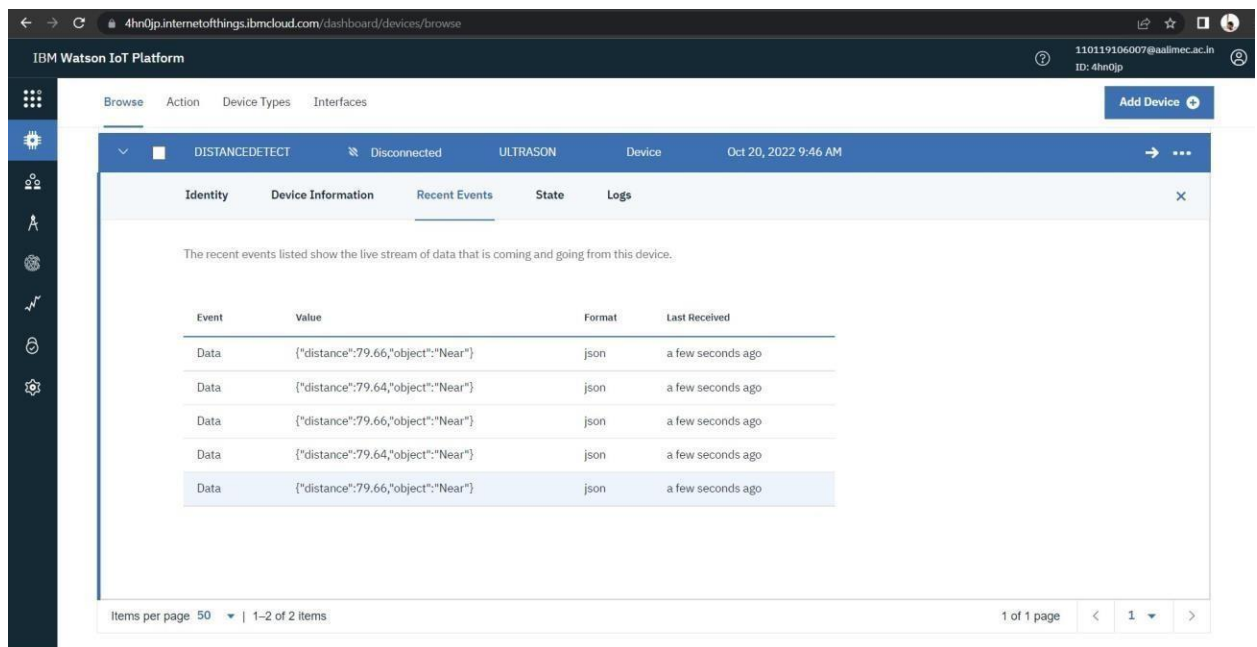 4hn0jp.internetofthings.ibmcloud.com/dashboard/devices/browse
IBM Watson IoT Platform
110119106007@aalimec.ac.in
ID: 4hn0jp
Browse Action Device Types Interfaces Add Device
DISTANCEDETECT Disconnected ULTRASON Device Oct 20, 2022 9:46 AM
Identity Device Information Recent Events State Logs
The recent events listed show the live stream of data that is coming and going from this device.
Event Value Format Last Received
Data {"distance":79.66,"object":"Near"} json a few seconds ago
Data {"distance":79.64,"object":"Near"} json a few seconds ago
Data {"distance":79.66,"object":"Near"} json a few seconds ago
Data {"distance":79.64,"object":"Near"} json a few seconds ago
Data {"distance":79.66,"object":"Near"} json a few seconds ago
Items per page 50 | 1–2 of 2 items 1 of 1 page < 1 >